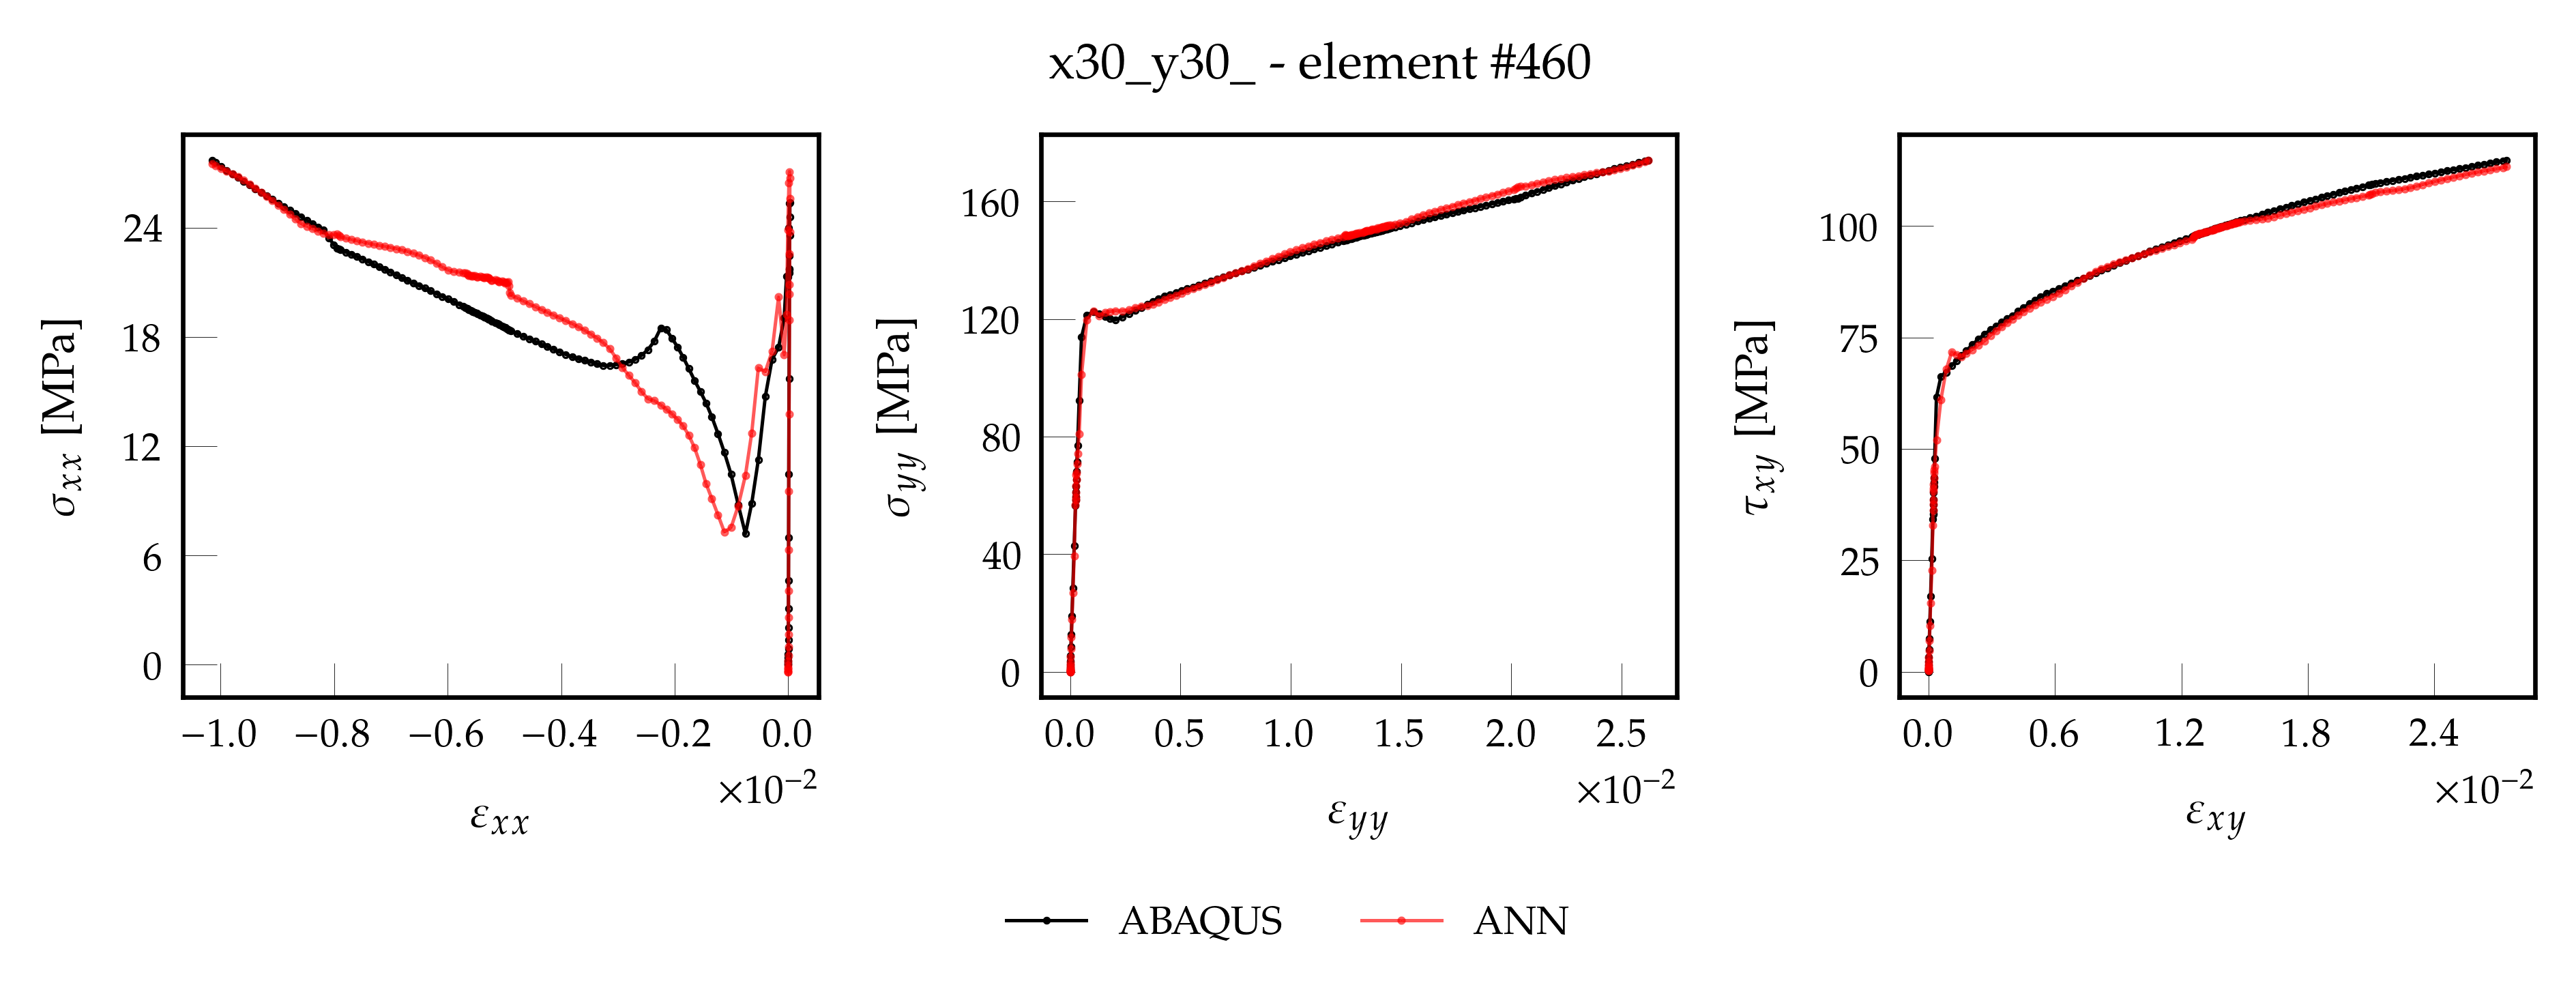 x30_y30_ - element #460
σxx [MPa]
24
18
12
6
0
−1.0 −0.8 −0.6 −0.4 −0.2 0.0
×10−2
εxx
σyy [MPa]
160
120
80
40
0
0.0 0.5 1.0 1.5 2.0 2.5
×10−2
εyy
τxy [MPa]
100
75
50
25
0
0.0 0.6 1.2 1.8 2.4
×10−2
εxy
ABAQUS ANN